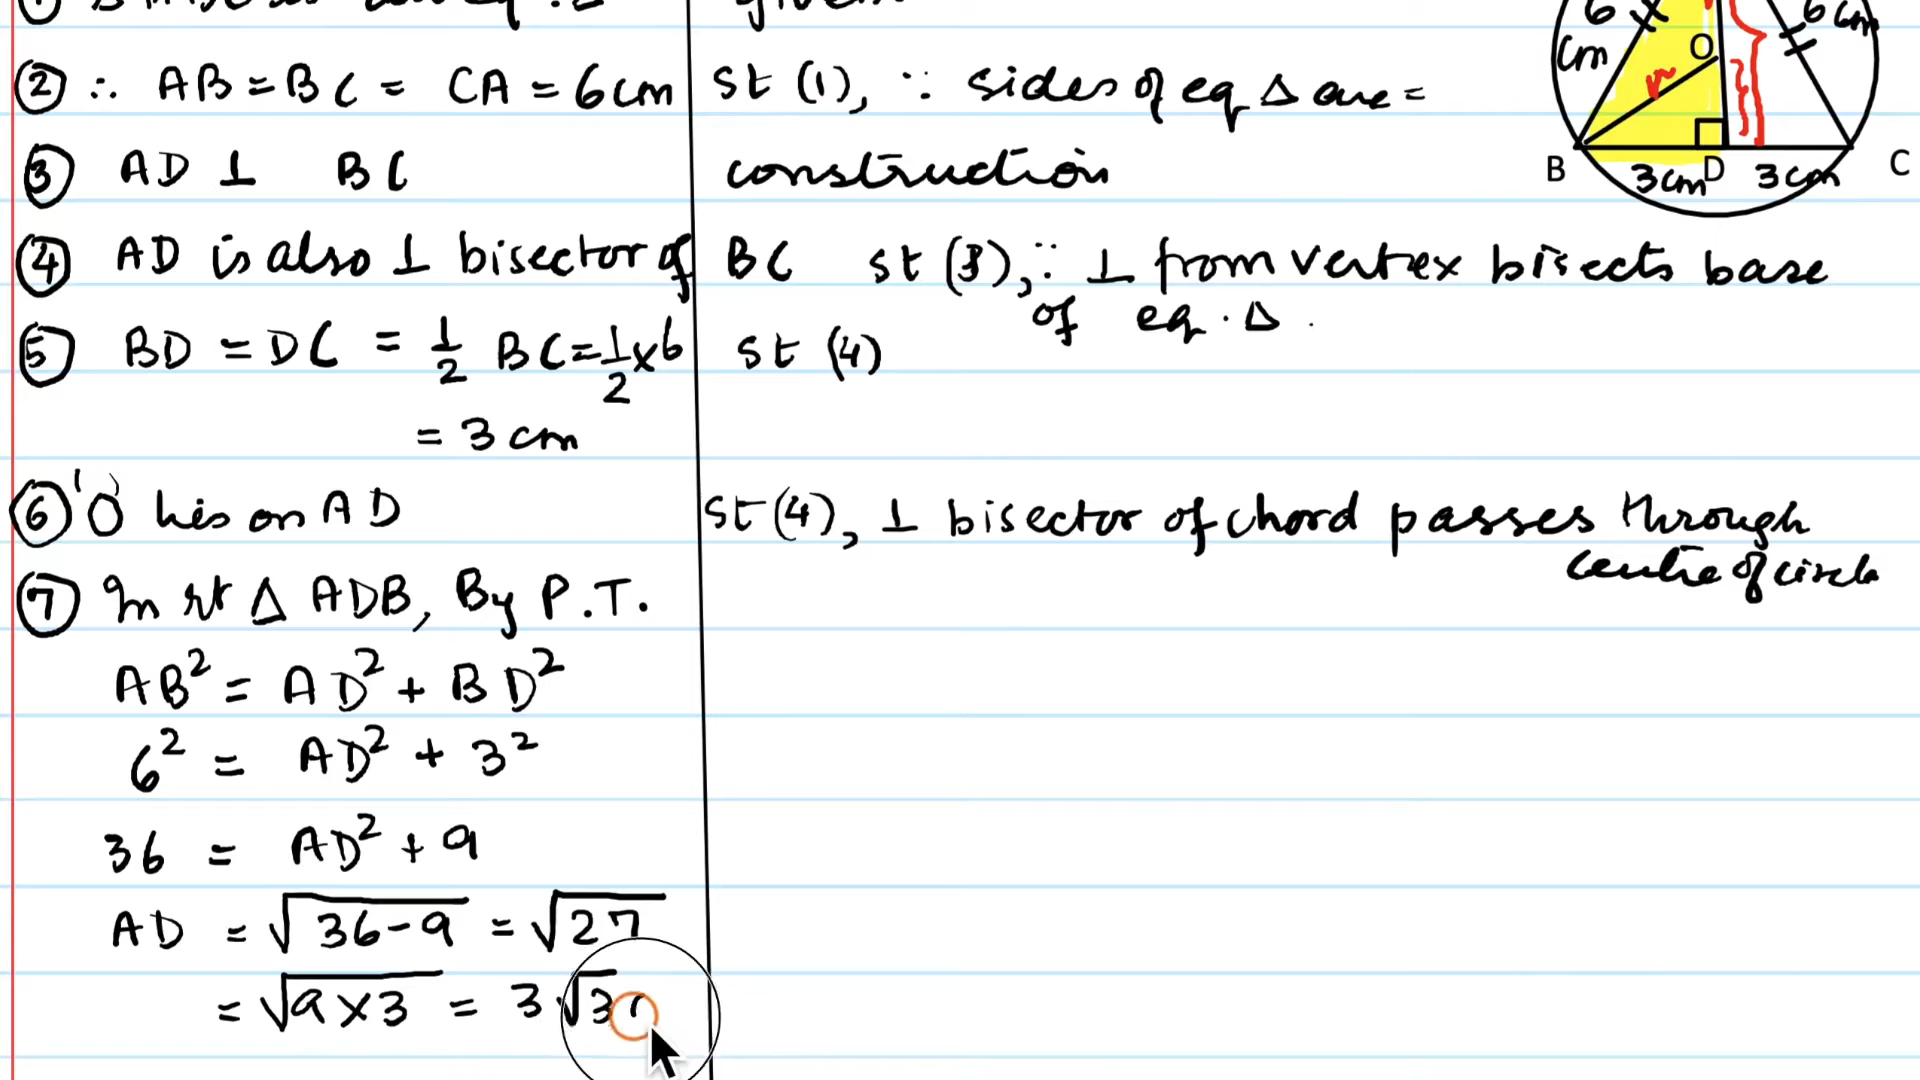 ② ∴ AB = BC = CA = 6cm st (1), ∵ sides of eq Δ are =
③ AD ⊥ BC construction
④ AD is also ⊥ bisector of BC st (3), ∵ ⊥ from vertex bisects base
of eq. Δ.
⑤ BD = DC = 1/2 BC = 1/2 x 6 st (4)
= 3 cm
⑥ 'O' lies on AD st (4), ⊥ bisector of chord passes through
centre of circle
⑦ In rt Δ ADB, By P.T.
AB² = AD² + BD²
6² = AD² + 3²
36 = AD² + 9
AD = √36-9 = √27
= √9x3 = 3√3
6 cm
6 cm
O
r
B
3cm
D
3cm
C